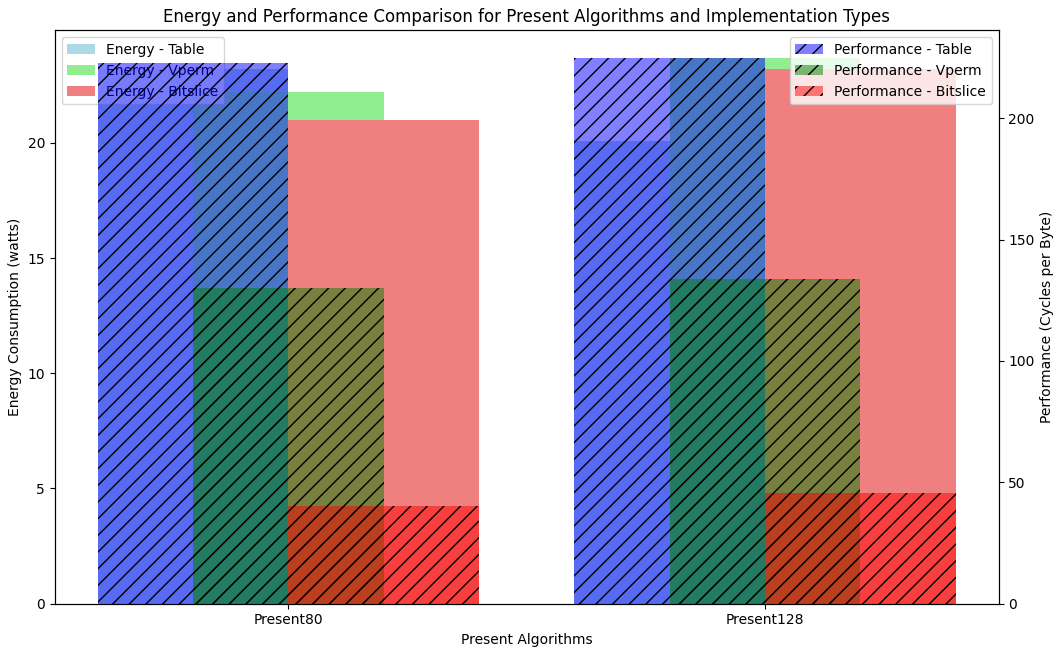 Energy and Performance Comparison for Present Algorithms and Implementation Types
Energy - Table
Energy - Vperm
Energy - Bitslice
Performance - Table
Performance - Vperm
Performance - Bitslice
Energy Consumption (watts)
20
15
10
5
0
Performance (Cycles per Byte)
200
150
100
50
0
Present80
Present128
Present Algorithms